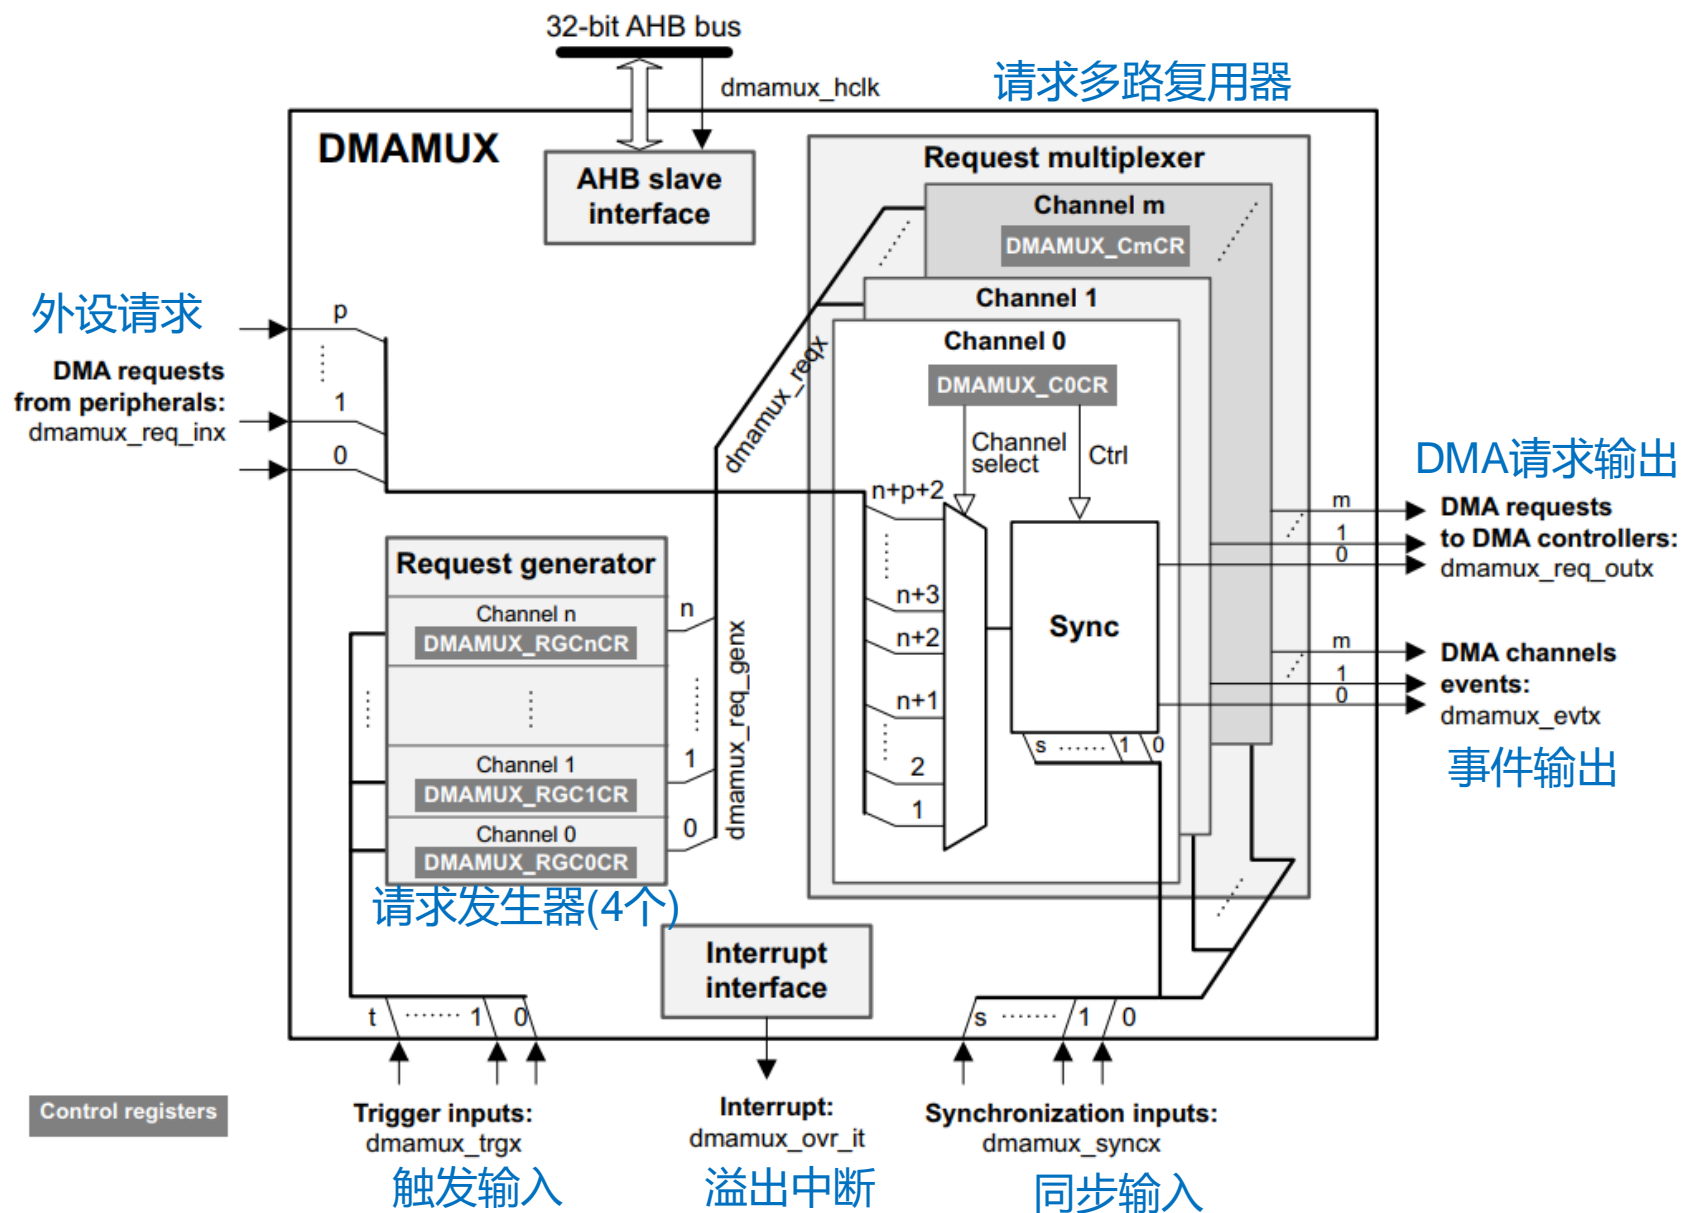 32-bit AHB bus
dmamux_hclk
请求多路复用器
DMAMUX
AHB slave
interface
Request multiplexer
Channel m
DMAMUX_CmCR
Channel 1
Channel 0
DMAMUX_C0CR
Channel
select
Ctrl
dmamux_reqx
外设请求
DMA requests
from peripherals:
dmamux_req_inx
p
1
0
n+p+2
n+3
n+2
n+1
2
1
Sync
s
1
0
DMA请求输出
m
1
0
DMA requests
to DMA controllers:
dmamux_req_outx
m
1
0
DMA channels
events:
dmamux_evtx
事件输出
Request generator
Channel n
DMAMUX_RGCnCR
Channel 1
DMAMUX_RGC1CR
Channel 0
DMAMUX_RGC0CR
n
1
0
dmamux_req_genx
请求发生器(4个)
Interrupt
interface
t
1
0
s
1
0
Control registers
Trigger inputs:
dmamux_trgx
触发输入
Interrupt:
dmamux_ovr_it
溢出中断
Synchronization inputs:
dmamux_syncx
同步输入